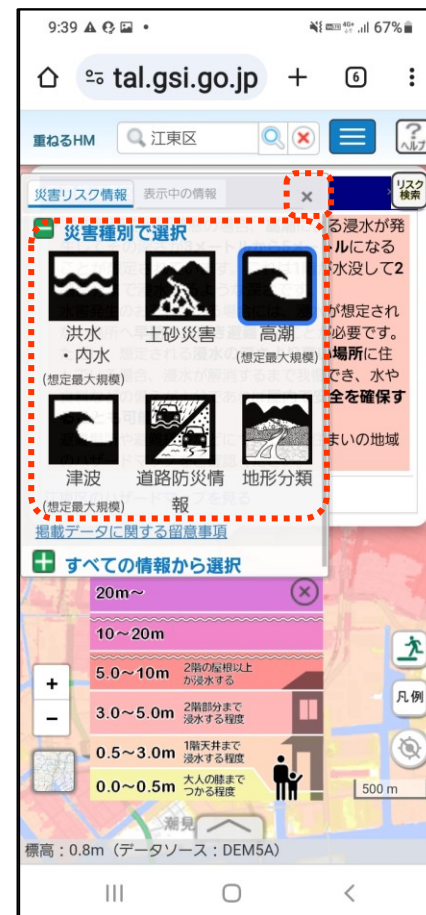 9:39
4G+ 67%
tal.gsi.go.jp
6
重ねるHM
江東区
?
ヘルプ
災害リスク情報
表示中の情報
×
リスク
検索
災害種別で選択
洪水
・内水
(想定最大規模)
土砂災害
高潮
(想定最大規模)
津波
(想定最大規模)
道路防災情
報
地形分類
る浸水が発
ルになる
水没して2
が想定され
必要です。
場所に住
でき、水や
全を確保す
まいの地域
掲載データに関する留意事項
すべての情報から選択
20m～
10～20m
5.0～10m 2階の屋根以上
が浸水する
3.0～5.0m 2階部分まで
浸水する程度
0.5～3.0m 1階天井まで
浸水する程度
0.0～0.5m 大人の膝まで
つかる程度
+
−
凡例
500 m
潮見
標高：0.8m（データソース：DEM5A）